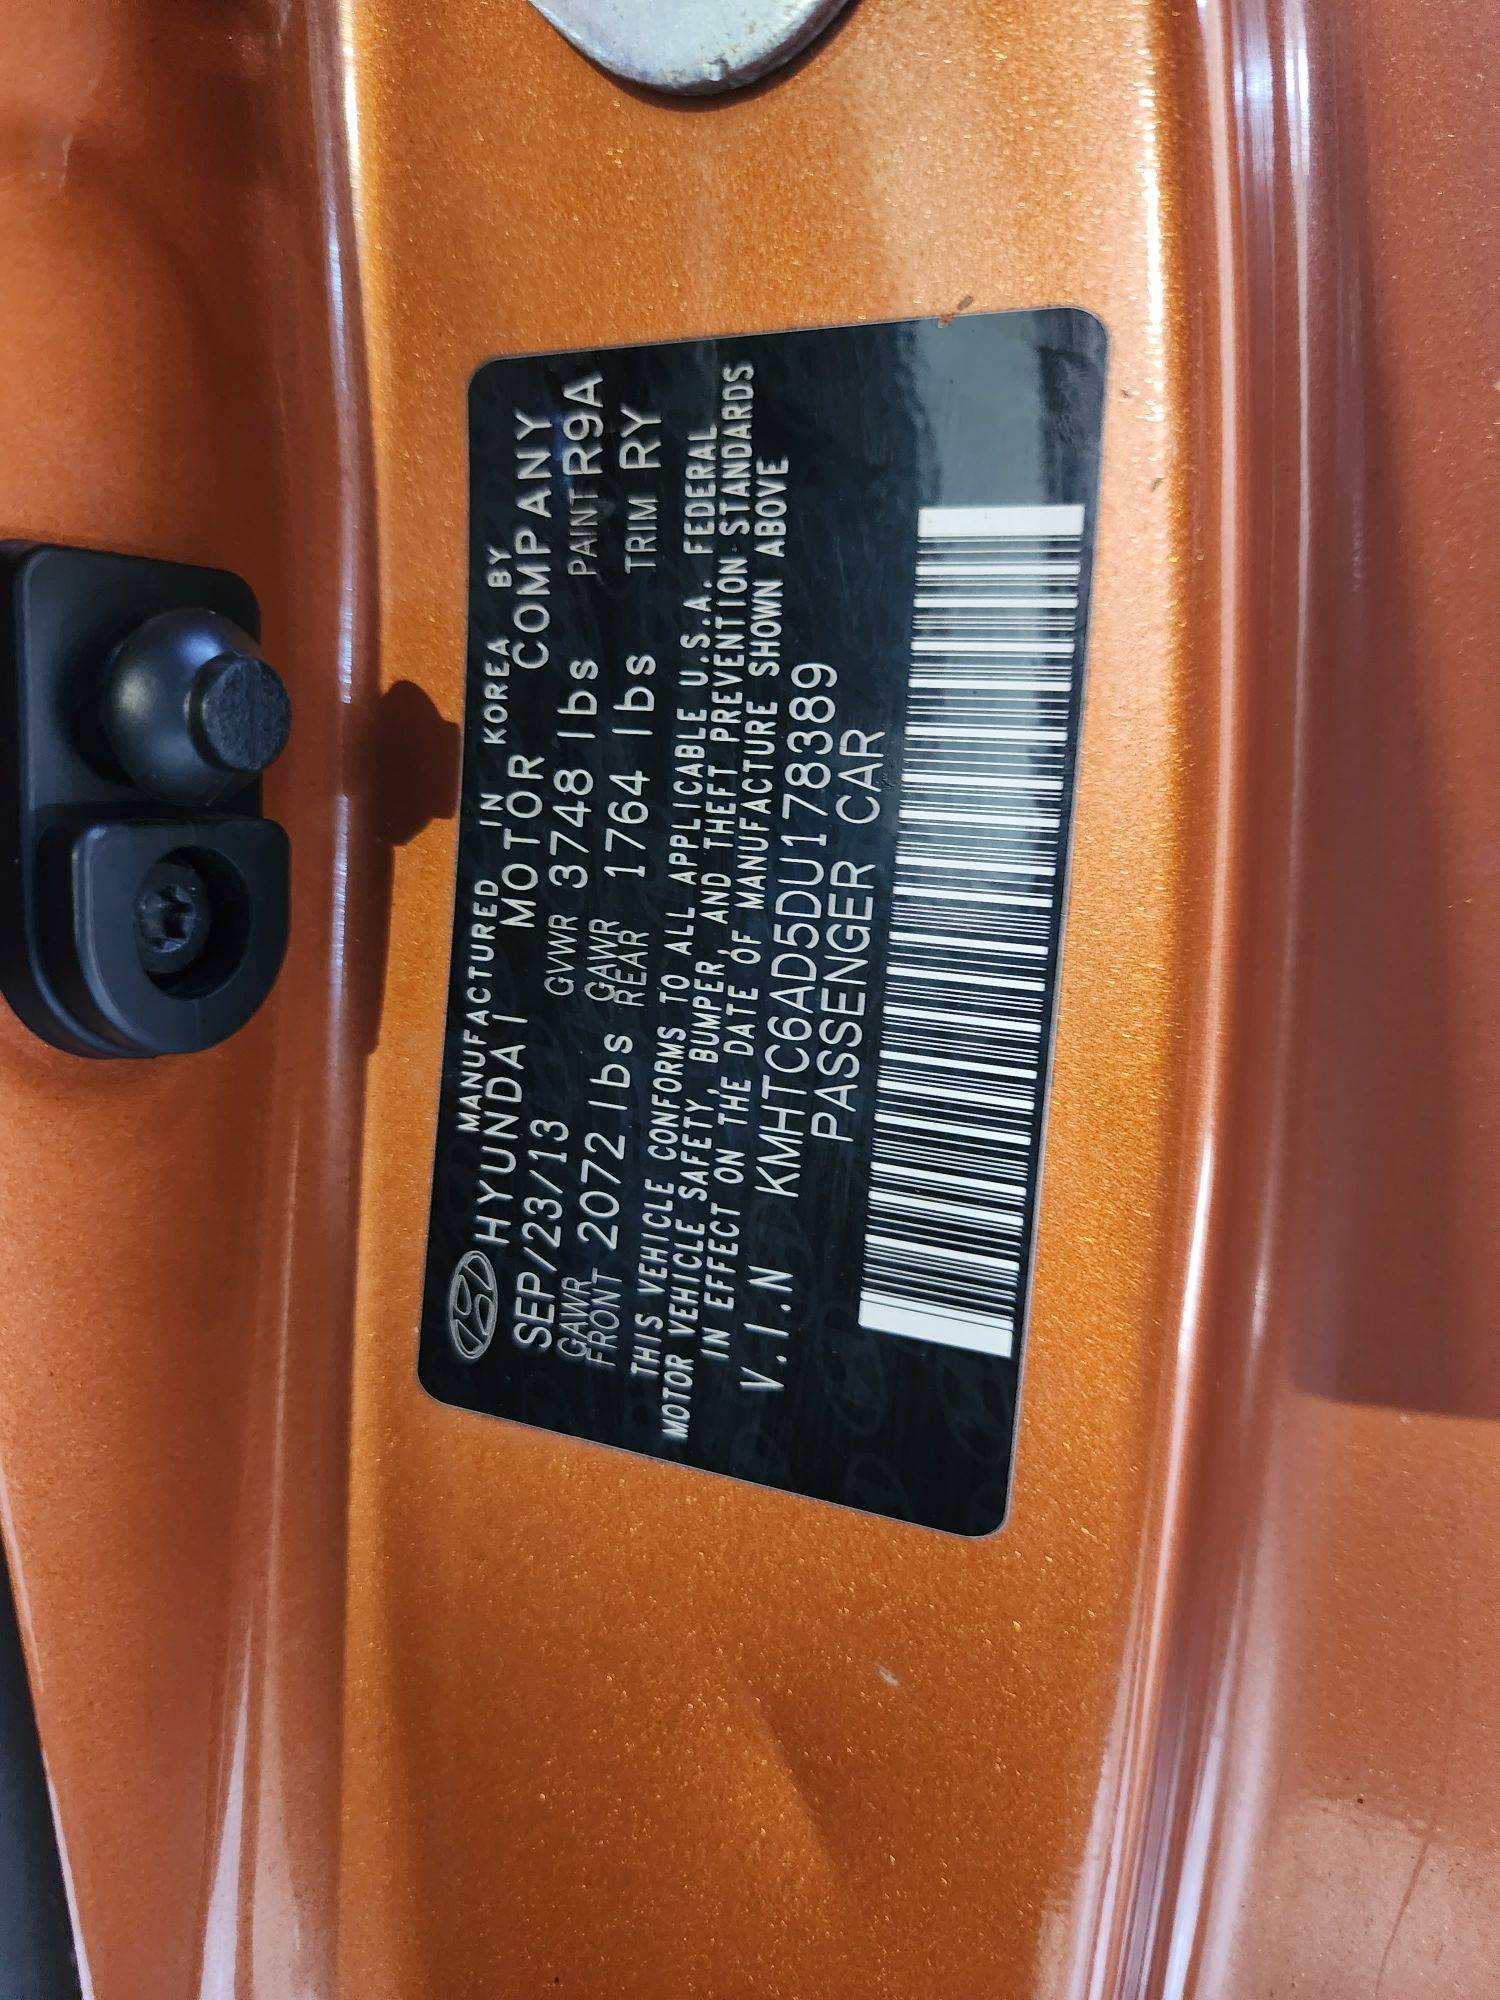 MANUFACTURED IN KOREA BY
HYUNDAI MOTOR COMPANY
SEP/23/13 GVWR 3748 lbs PAINT R9A
GAWR FRONT 2072 lbs GAWR REAR 1764 lbs TRIM RY
THIS VEHICLE CONFORMS TO ALL APPLICABLE U.S.A. FEDERAL
MOTOR VEHICLE SAFETY, BUMPER, AND THEFT PREVENTION STANDARDS
IN EFFECT ON THE DATE OF MANUFACTURE SHOWN ABOVE
V.I.N KMHTC6AD5DU178389
PASSENGER CAR